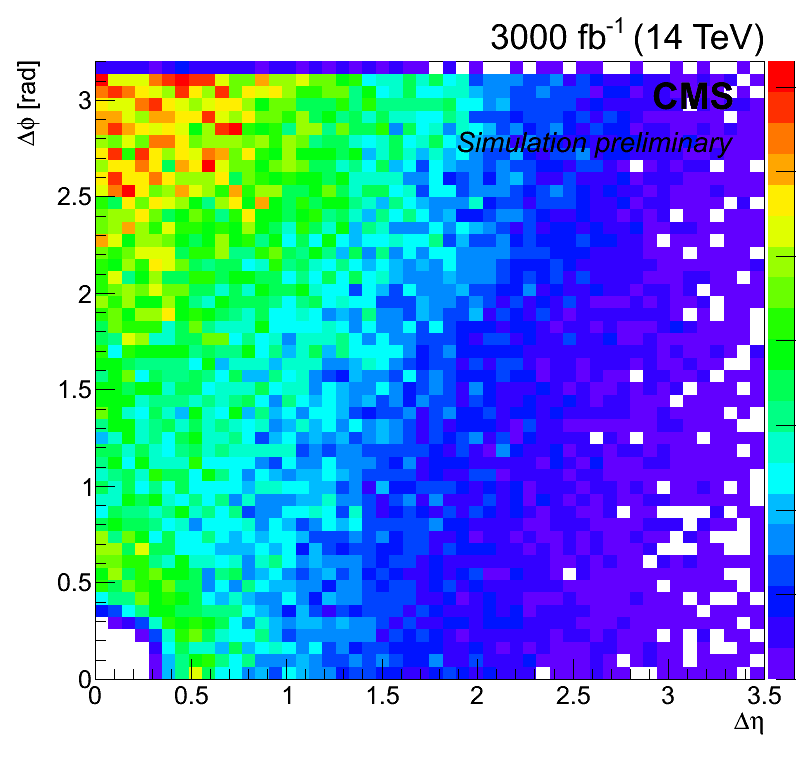 3000 fb⁻¹ (14 TeV)
Δϕ [rad]
CMS
Simulation preliminary
3
2.5
2
1.5
1
0.5
0
0 0.5 1 1.5 2 2.5 3 3.5
Δη